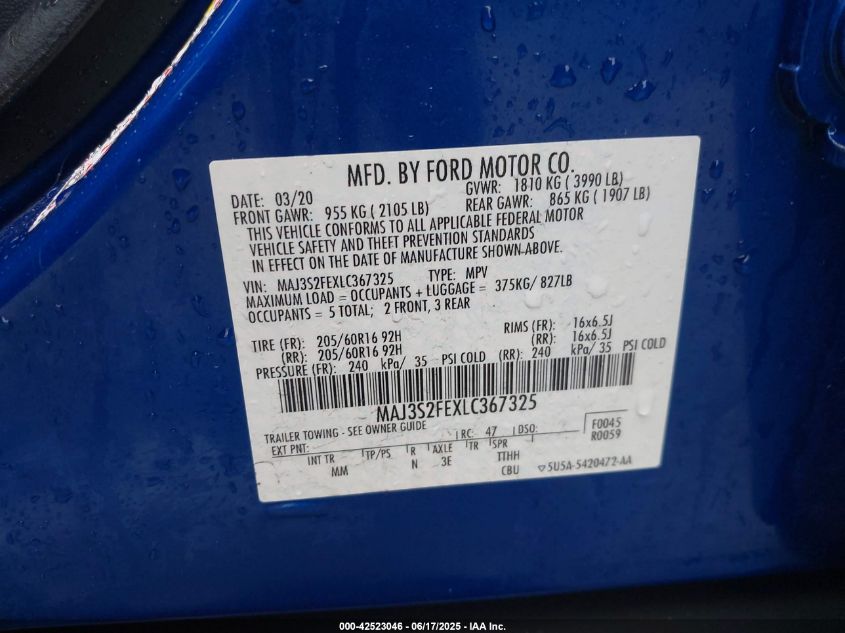 MFD. BY FORD MOTOR CO.
DATE: 03/20 GVWR: 1810 KG ( 3990 LB)
FRONT GAWR: 955 KG ( 2105 LB) REAR GAWR: 865 KG ( 1907 LB)
THIS VEHICLE CONFORMS TO ALL APPLICABLE FEDERAL MOTOR
VEHICLE SAFETY AND THEFT PREVENTION STANDARDS
IN EFFECT ON THE DATE OF MANUFACTURE SHOWN-ABOVE.
VIN: MAJ3S2FEXLC367325 TYPE: MPV
MAXIMUM LOAD = OCCUPANTS + LUGGAGE = 375KG/ 827LB
OCCUPANTS = 5 TOTAL; 2 FRONT, 3 REAR
TIRE (FR): 205/60R16 92H RIMS (FR): 16x6.5J
(RR): 205/60R16 92H (RR): 16x6.5J
PRESSURE (FR): 240 kPa/ 35 PSI COLD (RR): 240 kPa/ 35 PSI COLD
MAJ3S2FEXLC367325
TRAILER TOWING - SEE OWNER GUIDE
EXT PNT: RC: 47 DSO: F0045
R0059
INT TR TP/PS R AXLE TR SPR
MM N 3E TTHH
CBU 5U5A-5420472-AA
000-42523046 - 06/17/2025 - IAA Inc.